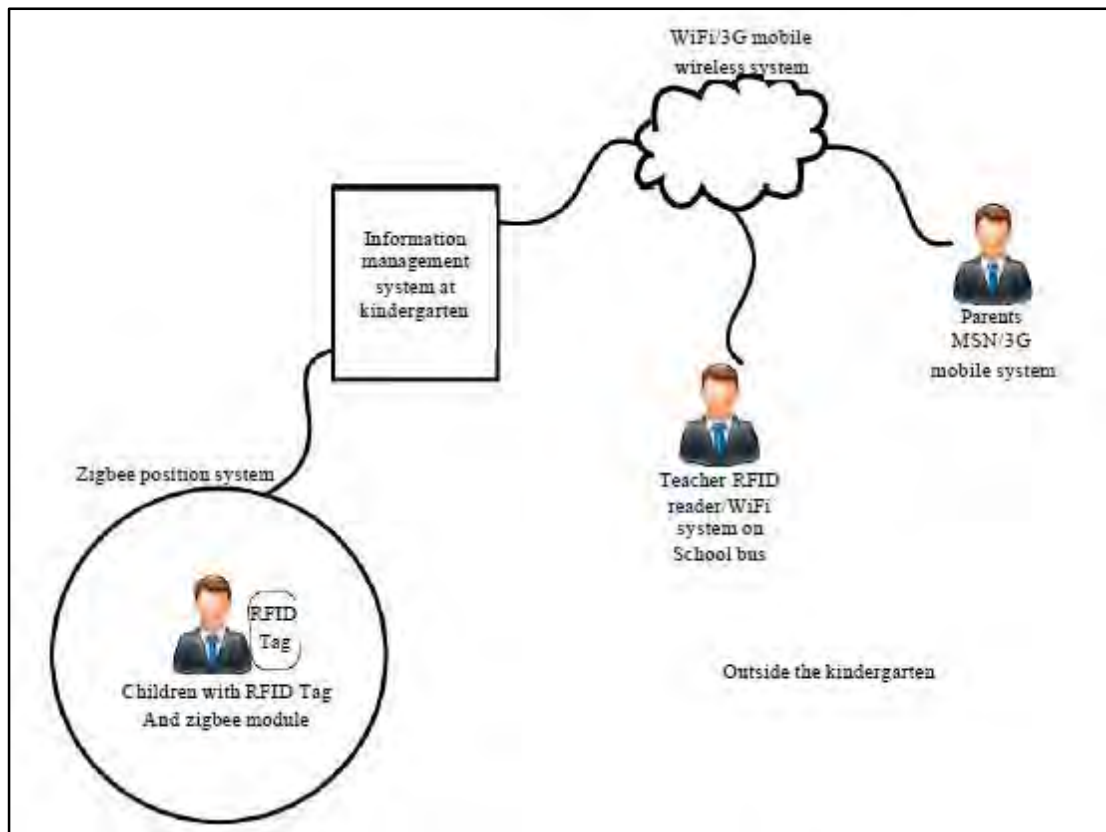 WiFi/3G mobile
wireless system
Information
management
system at
kindergarten
Parents
MSN/3G
mobile system
Teacher RFID
reader/WiFi
system on
School bus
Zigbee position system
RFID
Tag
Children with RFID Tag
And zigbee module
Outside the kindergarten